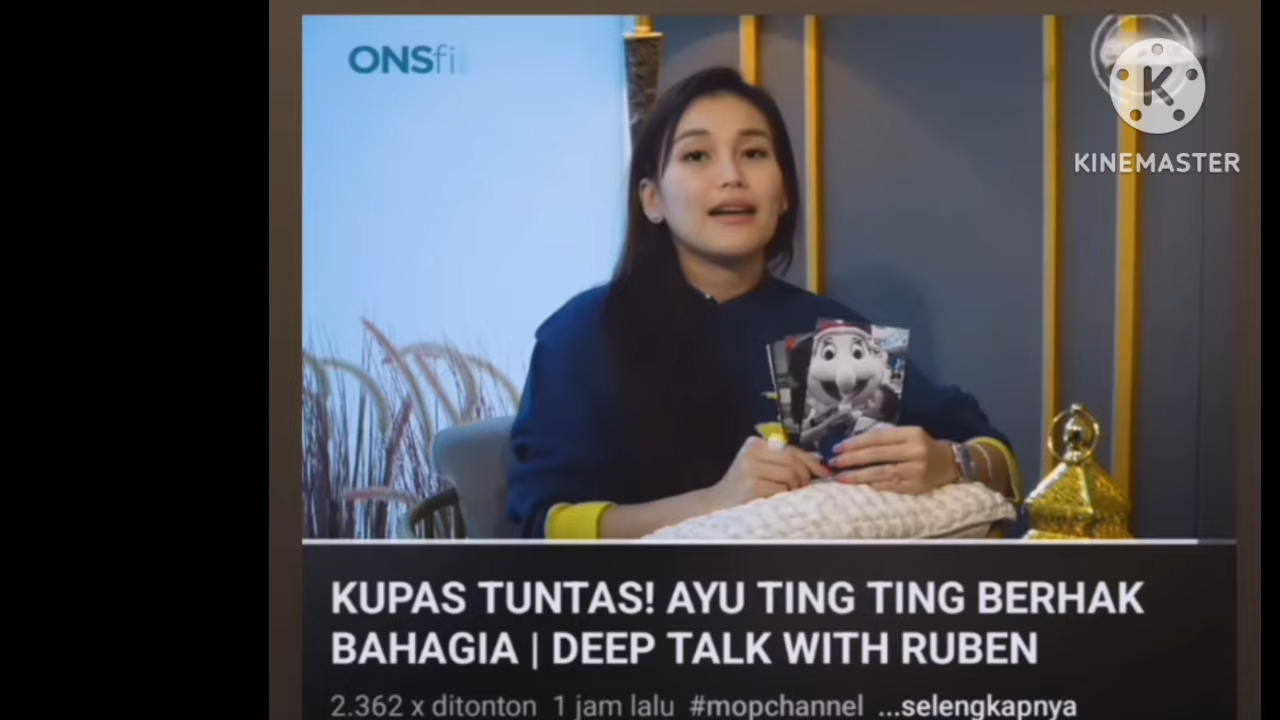 ONSfi
K
KINEMASTER
KUPAS TUNTAS! AYU TING TING BERHAK
BAHAGIA | DEEP TALK WITH RUBEN
2.362 x ditonton 1 jam lalu #mopchannel ...selengkapnya